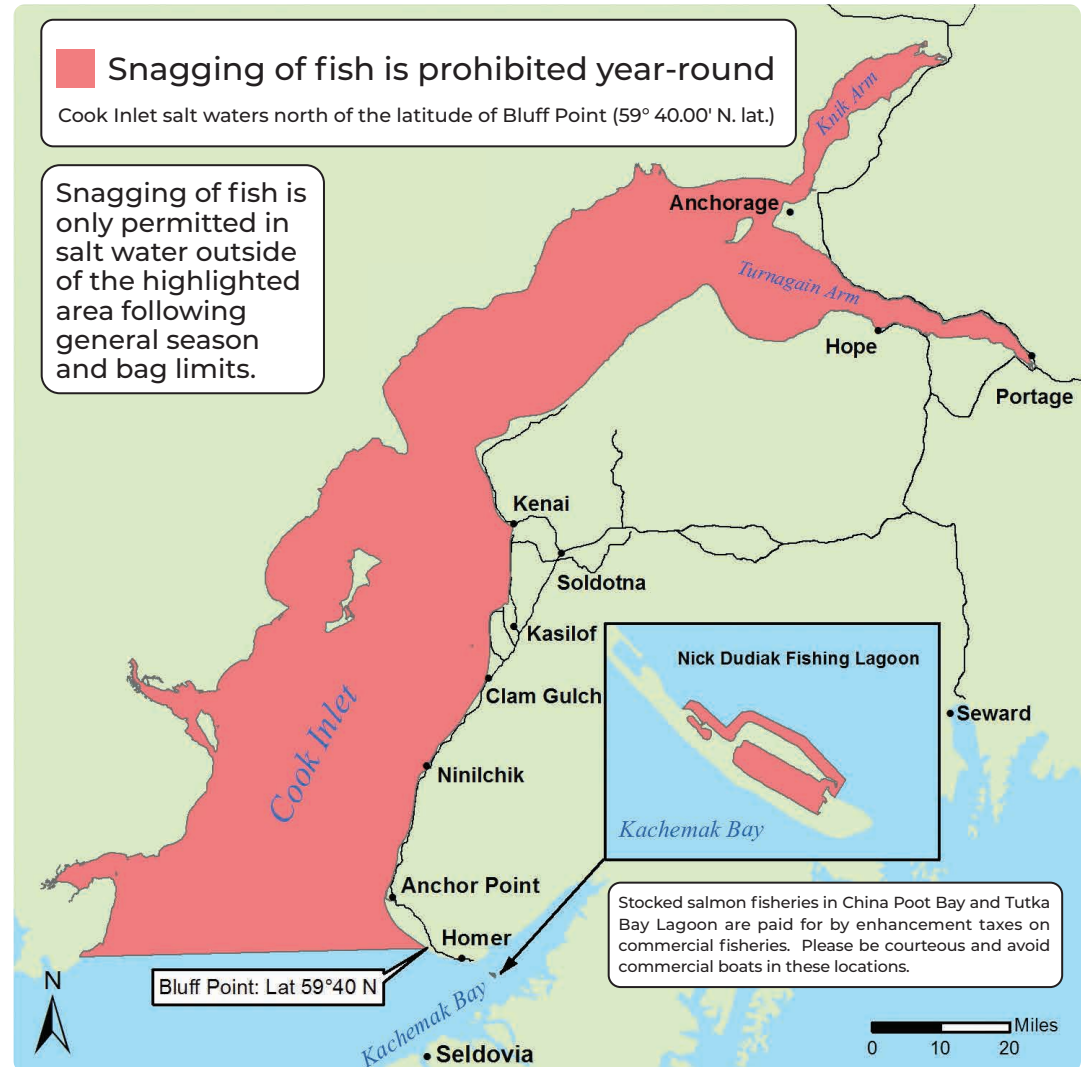 Snagging of fish is prohibited year-round
Cook Inlet salt waters north of the latitude of Bluff Point (59° 40.00' N. lat.)
Snagging of fish is
only permitted in
salt water outside
of the highlighted
area following
general season
and bag limits.
Knik Arm
Anchorage
Turnagain Arm
Hope
Portage
Kenai
Soldotna
Kasilof
Clam Gulch
Cook Inlet
Ninilchik
Nick Dudiak Fishing Lagoon
Kachemak Bay
Seward
Anchor Point
Homer
Bluff Point: Lat 59°40 N
Stocked salmon fisheries in China Poot Bay and Tutka
Bay Lagoon are paid for by enhancement taxes on
commercial fisheries. Please be courteous and avoid
commercial boats in these locations.
N
Kachemak Bay
Seldovia
Miles
0 10 20